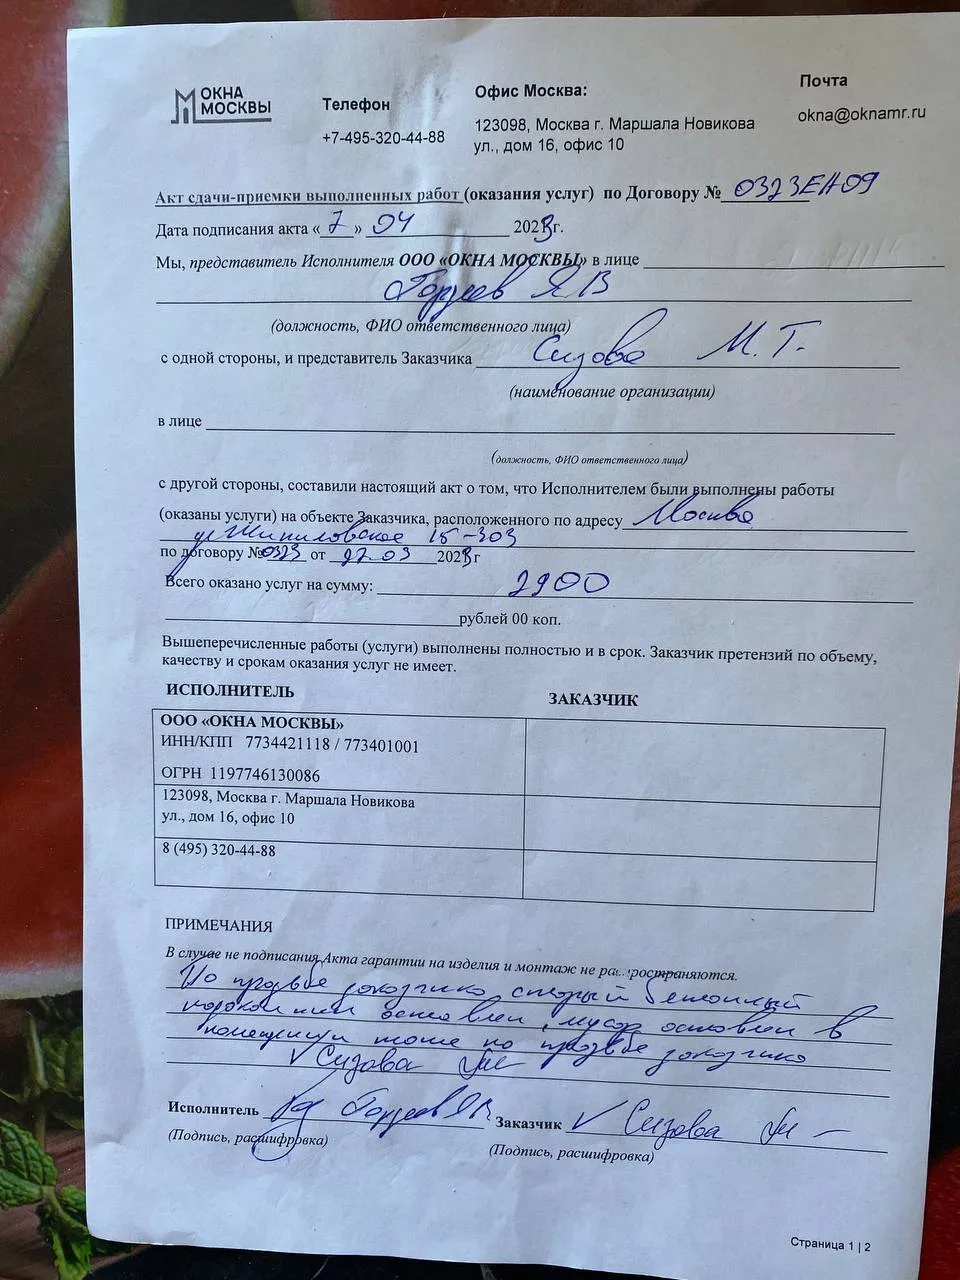 ОКНА
МОСКВЫ
Телефон
+7-495-320-44-88
Офис Москва:
123098, Москва г. Маршала Новикова
ул., дом 16, офис 10
Почта
okna@oknamr.ru
Акт сдачи-приемки выполненных работ (оказания услуг) по Договору № 0323ЕН09
Дата подписания акта «7» 04 2023г.
Мы, представитель Исполнителя ООО «ОКНА МОСКВЫ» в лице
Гордеев Я В
(должность, ФИО ответственного лица)
с одной стороны, и представитель Заказчика Сизова М. Г.
(наименование организации)
в лице
(должность, ФИО ответственного лица)
с другой стороны, составили настоящий акт о том, что Исполнителем были выполнены работы
(оказаны услуги) на объекте Заказчика, расположенного по адресу Москва
ул Шипиловское 15-303
по договору №0323 от 27.03 2023г
Всего оказано услуг на сумму: 2900
рублей 00 коп.
Вышеперечисленные работы (услуги) выполнены полностью и в срок. Заказчик претензий по объему,
качеству и срокам оказания услуг не имеет.
ИСПОЛНИТЕЛЬ ЗАКАЗЧИК
ООО «ОКНА МОСКВЫ»
ИНН/КПП 7734421118 / 773401001
ОГРН 1197746130086
123098, Москва г. Маршала Новикова
ул., дом 16, офис 10
8 (495) 320-44-88
ПРИМЕЧАНИЯ
В случае не подписания Акта гарантии на изделия и монтаж не распространяются.
По прозьбе заказчика старый бетонный
подоконник оставлен, мусор оставлен в
помещении тоже по прозьбе заказчика
Сизова
Исполнитель Гордеев ЯВ Заказчик Сизова
(Подпись, расшифровка) (Подпись, расшифровка)
Страница 1 | 2